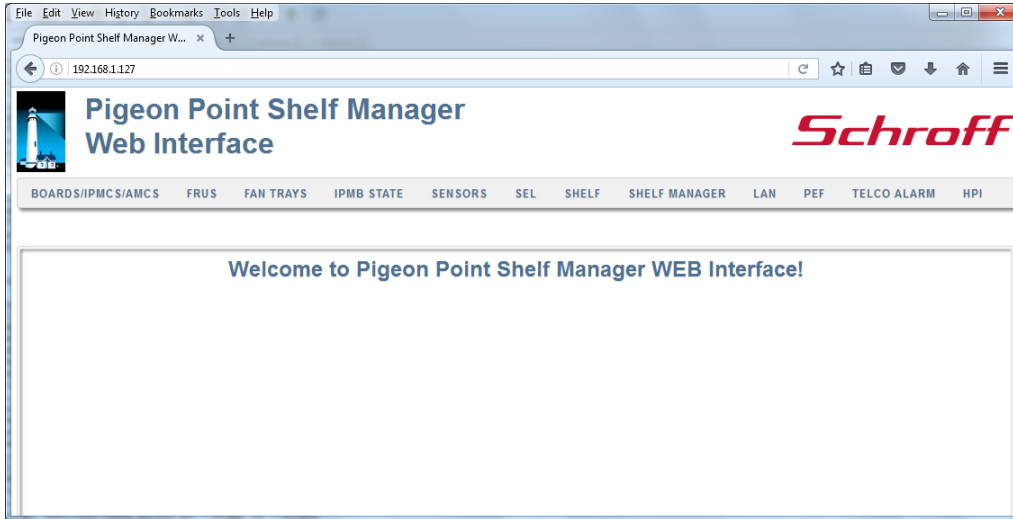 File Edit View History Bookmarks Tools Help
Pigeon Point Shelf Manager W... × +
192.168.1.127
Pigeon Point Shelf Manager
Web Interface
Schroff
BOARDS/IPMCS/AMCS FRUS FAN TRAYS IPMB STATE SENSORS SEL SHELF SHELF MANAGER LAN PEF TELCO ALARM HPI
Welcome to Pigeon Point Shelf Manager WEB Interface!